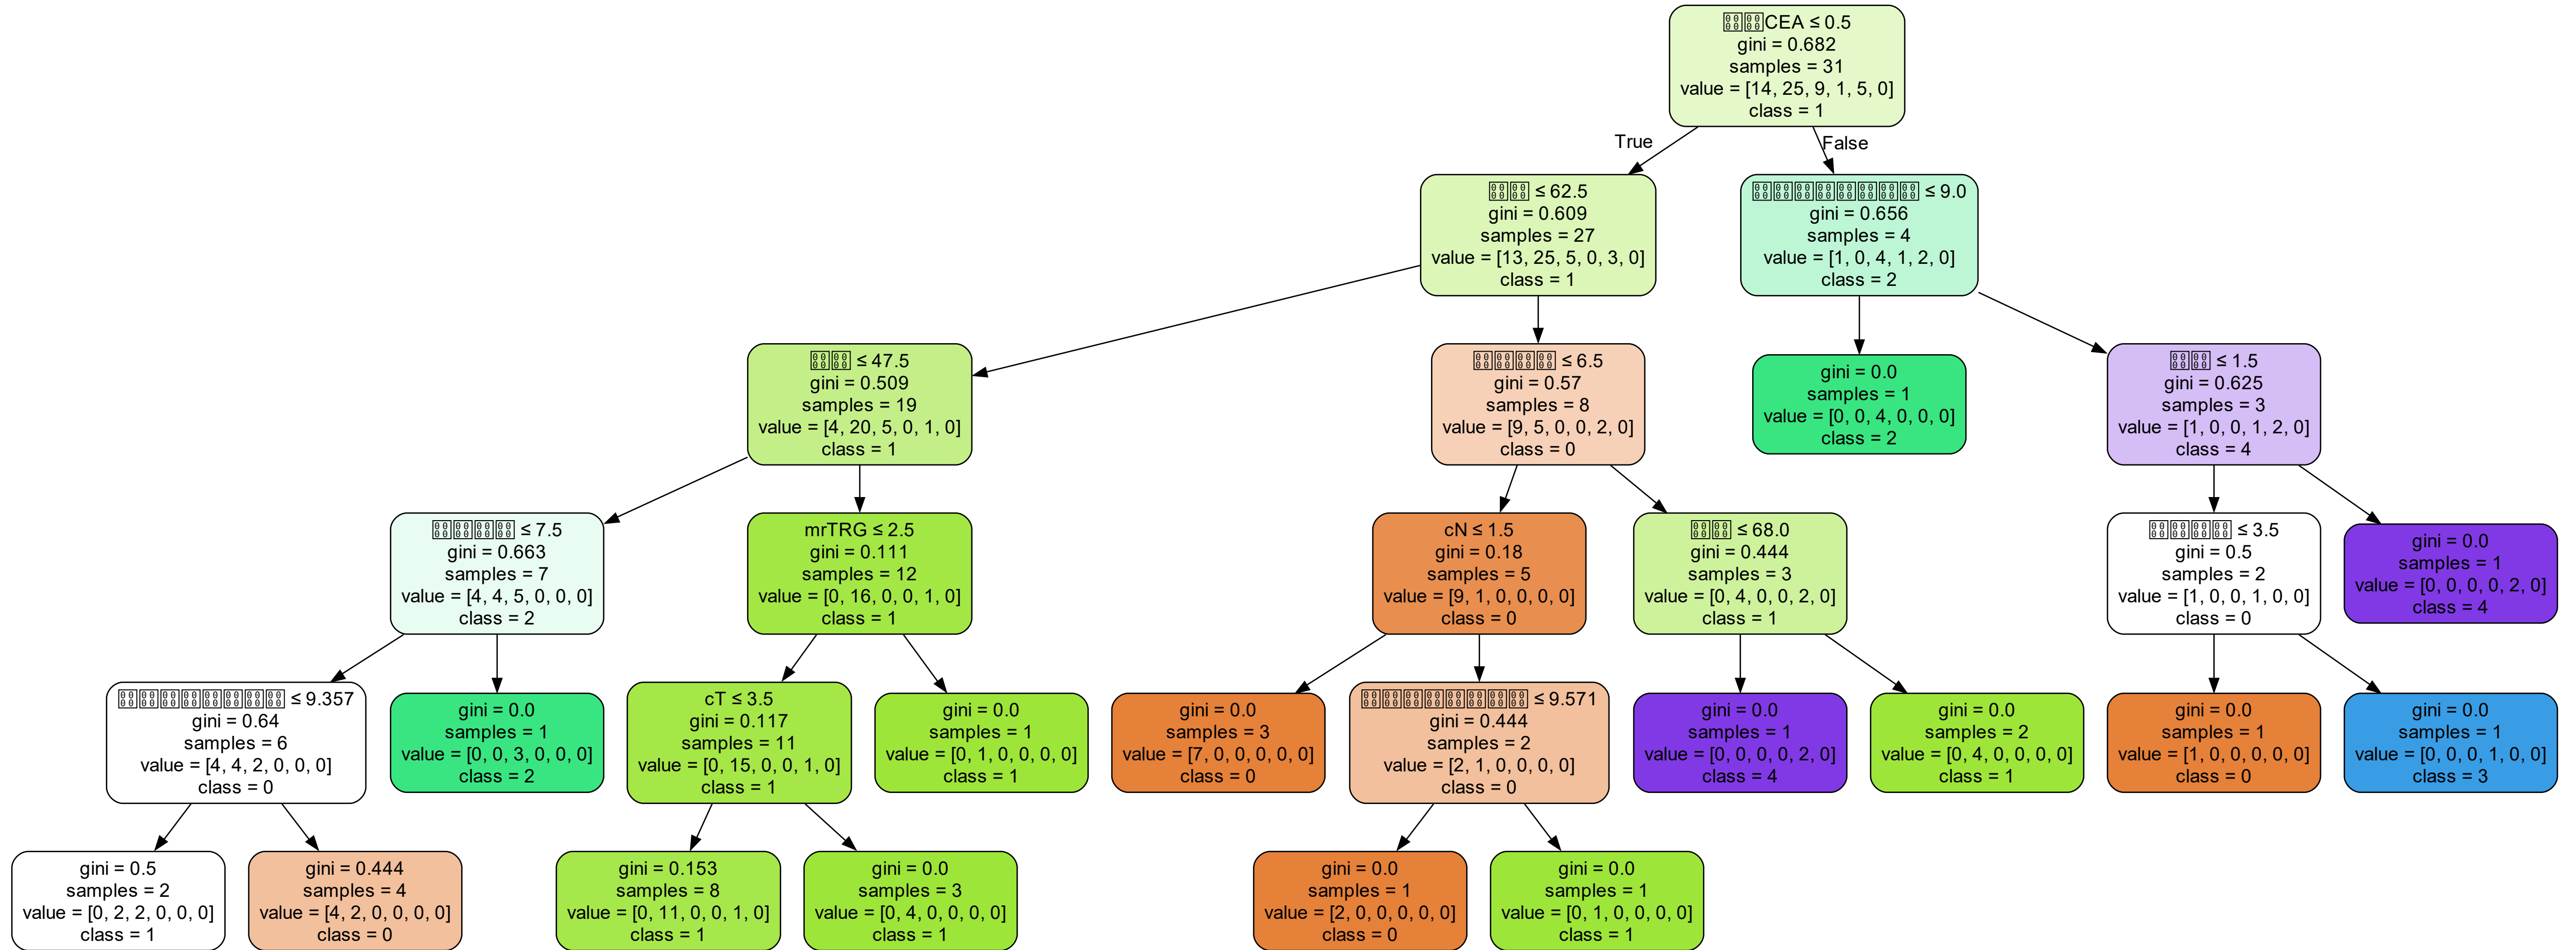 CEA ≤ 0.5
gini = 0.682
samples = 31
value = [14, 25, 9, 1, 5, 0]
class = 1
True
False
≤ 62.5
gini = 0.609
samples = 27
value = [13, 25, 5, 0, 3, 0]
class = 1
≤ 9.0
gini = 0.656
samples = 4
value = [1, 0, 4, 1, 2, 0]
class = 2
≤ 47.5
gini = 0.509
samples = 19
value = [4, 20, 5, 0, 1, 0]
class = 1
≤ 6.5
gini = 0.57
samples = 8
value = [9, 5, 0, 0, 2, 0]
class = 0
gini = 0.0
samples = 1
value = [0, 0, 4, 0, 0, 0]
class = 2
≤ 1.5
gini = 0.625
samples = 3
value = [1, 0, 0, 1, 2, 0]
class = 4
≤ 7.5
gini = 0.663
samples = 7
value = [4, 4, 5, 0, 0, 0]
class = 2
mrTRG ≤ 2.5
gini = 0.111
samples = 12
value = [0, 16, 0, 0, 1, 0]
class = 1
cN ≤ 1.5
gini = 0.18
samples = 5
value = [9, 1, 0, 0, 0, 0]
class = 0
≤ 68.0
gini = 0.444
samples = 3
value = [0, 4, 0, 0, 2, 0]
class = 1
≤ 3.5
gini = 0.5
samples = 2
value = [1, 0, 0, 1, 0, 0]
class = 0
gini = 0.0
samples = 1
value = [0, 0, 0, 0, 2, 0]
class = 4
≤ 9.357
gini = 0.64
samples = 6
value = [4, 4, 2, 0, 0, 0]
class = 0
gini = 0.0
samples = 1
value = [0, 0, 3, 0, 0, 0]
class = 2
cT ≤ 3.5
gini = 0.117
samples = 11
value = [0, 15, 0, 0, 1, 0]
class = 1
gini = 0.0
samples = 1
value = [0, 1, 0, 0, 0, 0]
class = 1
gini = 0.0
samples = 3
value = [7, 0, 0, 0, 0, 0]
class = 0
≤ 9.571
gini = 0.444
samples = 2
value = [2, 1, 0, 0, 0, 0]
class = 0
gini = 0.0
samples = 1
value = [0, 0, 0, 0, 2, 0]
class = 4
gini = 0.0
samples = 2
value = [0, 4, 0, 0, 0, 0]
class = 1
gini = 0.0
samples = 1
value = [1, 0, 0, 0, 0, 0]
class = 0
gini = 0.0
samples = 1
value = [0, 0, 0, 1, 0, 0]
class = 3
gini = 0.5
samples = 2
value = [0, 2, 2, 0, 0, 0]
class = 1
gini = 0.444
samples = 4
value = [4, 2, 0, 0, 0, 0]
class = 0
gini = 0.153
samples = 8
value = [0, 11, 0, 0, 1, 0]
class = 1
gini = 0.0
samples = 3
value = [0, 4, 0, 0, 0, 0]
class = 1
gini = 0.0
samples = 1
value = [2, 0, 0, 0, 0, 0]
class = 0
gini = 0.0
samples = 1
value = [0, 1, 0, 0, 0, 0]
class = 1